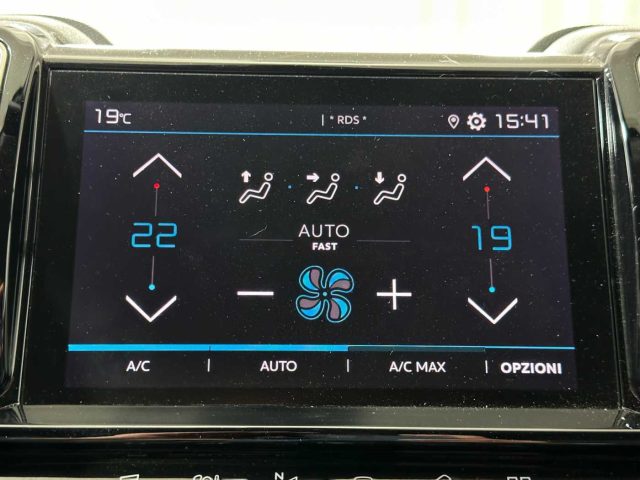 19°C | * RDS * 15:41
AUTO
22 FAST 19
A/C | AUTO | A/C MAX | OPZIONI
N